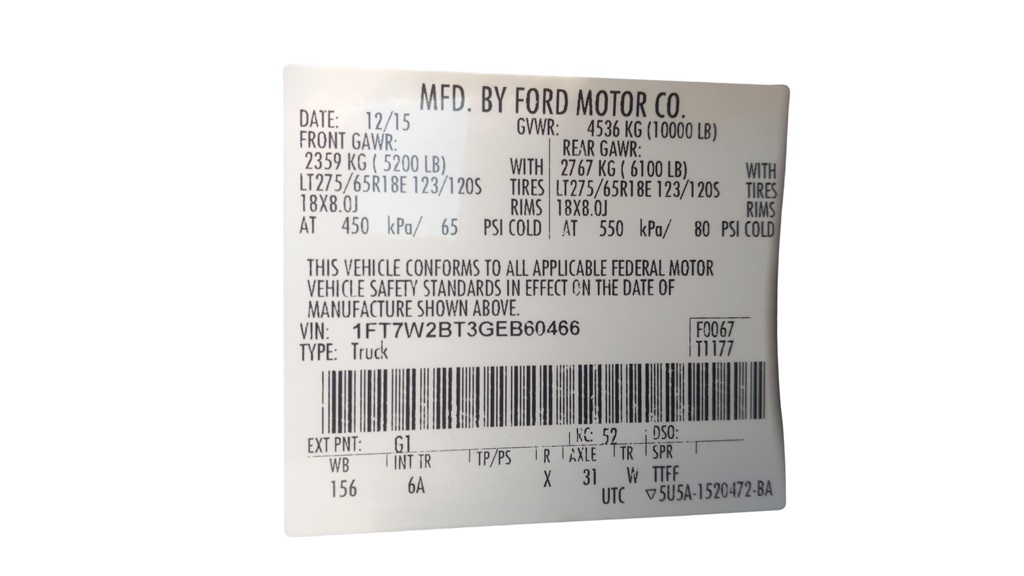 MFD. BY FORD MOTOR CO.
DATE: 12/15 GVWR: 4536 KG (10000 LB)
FRONT GAWR: REAR GAWR:
2359 KG ( 5200 LB) WITH 2767 KG ( 6100 LB) WITH
LT275/65R18E 123/120S TIRES LT275/65R18E 123/120S TIRES
18X8.0J RIMS 18X8.0J RIMS
AT 450 kPa/ 65 PSI COLD AT 550 kPa/ 80 PSI COLD
THIS VEHICLE CONFORMS TO ALL APPLICABLE FEDERAL MOTOR
VEHICLE SAFETY STANDARDS IN EFFECT ON THE DATE OF
MANUFACTURE SHOWN ABOVE.
VIN: 1FT7W2BT3GEB60466 F0067
TYPE: Truck T1177
EXT PNT: G1 RC: 52 DSO:
WB INT TR TP/PS R AXLE TR SPR
156 6A X 31 W TTFF
UTC ▽5U5A-1520472-BA